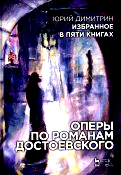 ЮРИЙ ДИМИТРИН
ИЗБРАННОЕ
В ПЯТИ КНИГАХ
ОПЕРЫ
ПО РОМАНАМ
ДОСТОЕВСКОГО